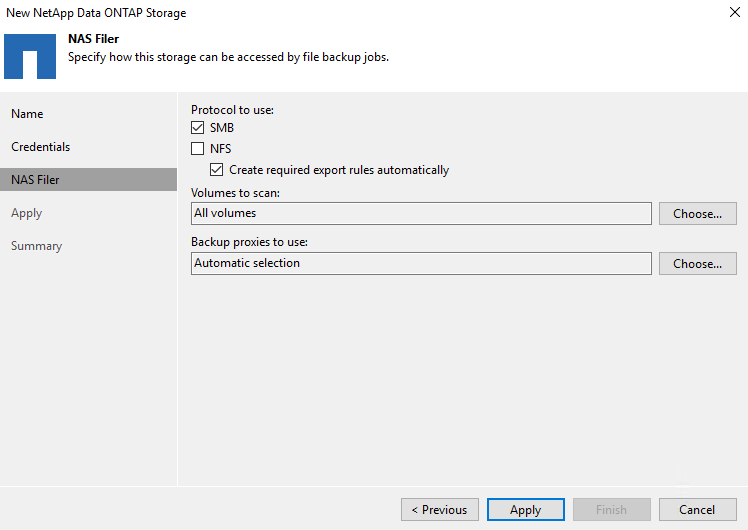 New NetApp Data ONTAP Storage
NAS Filer
Specify how this storage can be accessed by file backup jobs.
Name
Credentials
NAS Filer
Apply
Summary
Protocol to use:
SMB
NFS
Create required export rules automatically
Volumes to scan:
All volumes
Choose...
Backup proxies to use:
Automatic selection
Choose...
< Previous
Apply
Finish
Cancel